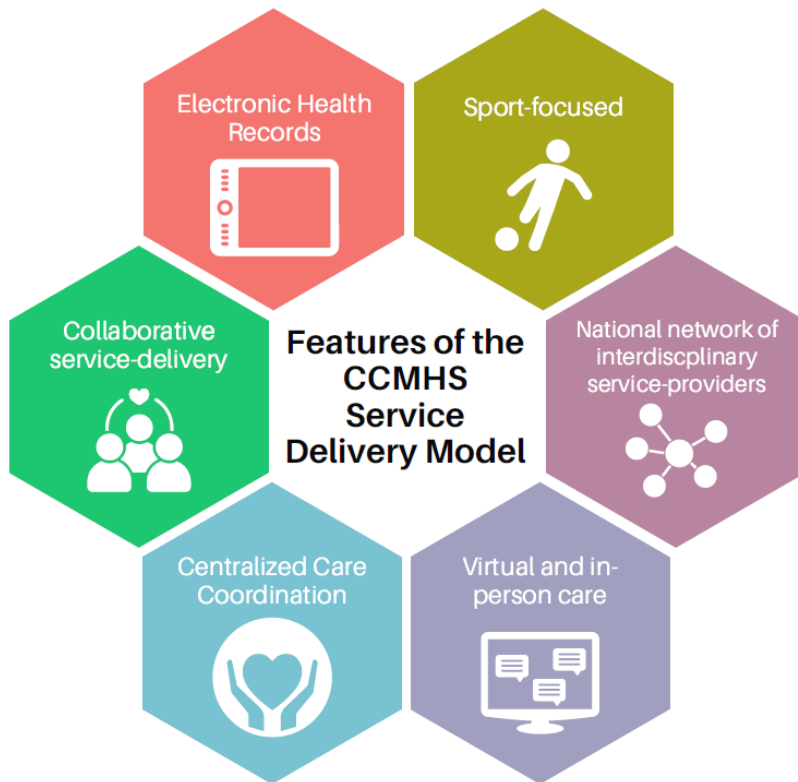 Electronic Health
Records
Sport-focused
Collaborative
service-delivery
Features of the
CCMHS
Service
Delivery Model
National network of
interdiscplinary
service-providers
Centralized Care
Coordination
Virtual and in-
person care